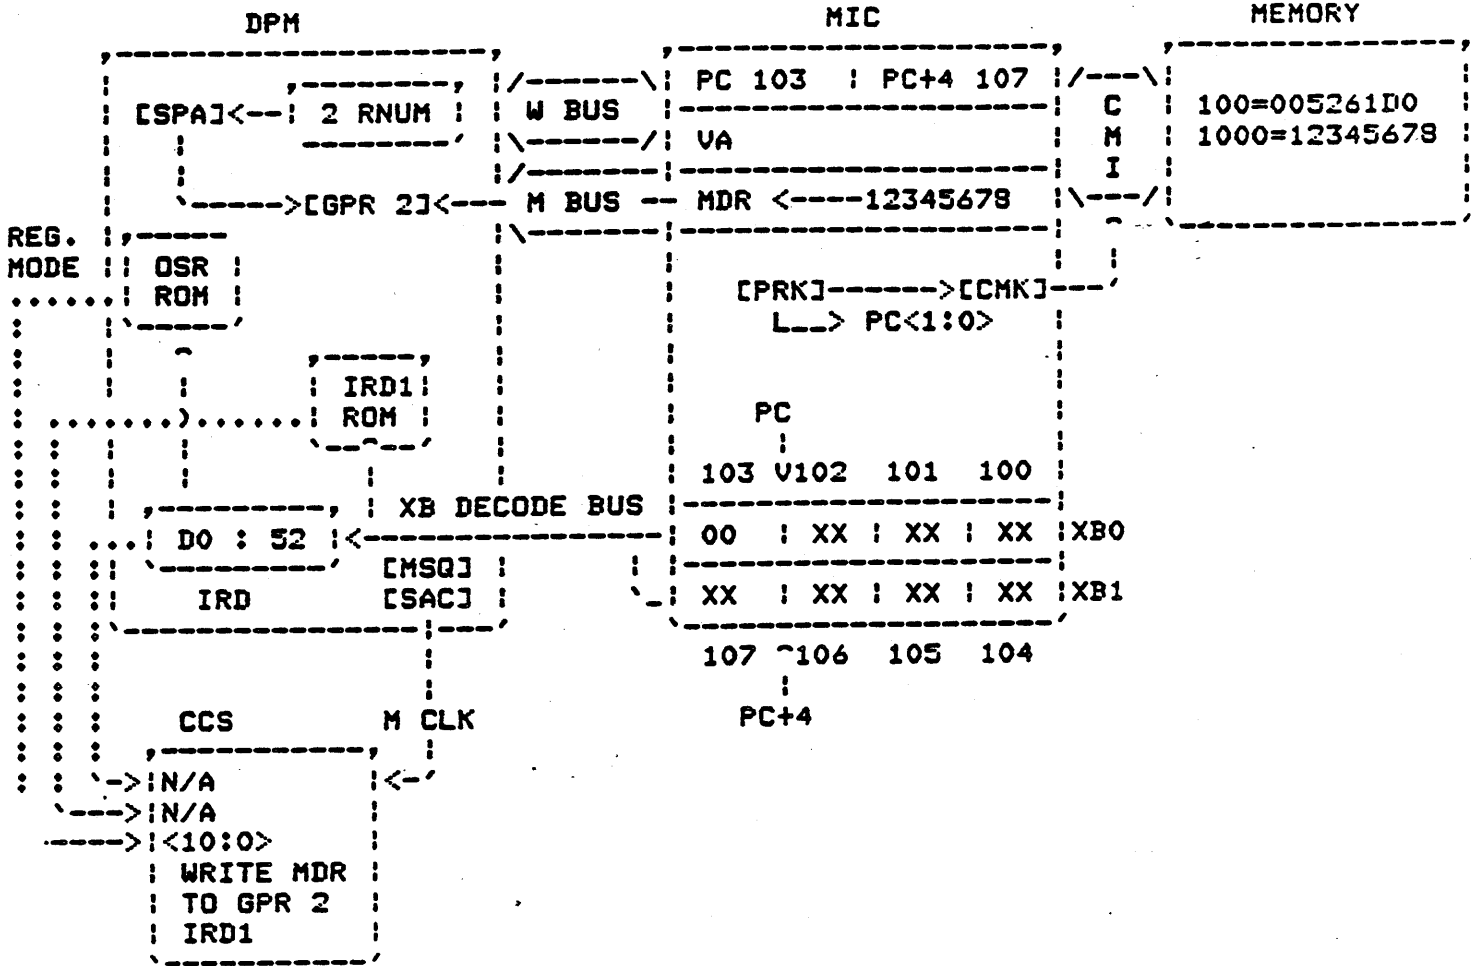 DPM MIC MEMORY
PC 103 PC+4 107
[SPA]<-- 2 RNUM W BUS C 100=005261D0
VA M 1000=12345678
I
>[GPR 2]<--- M BUS -- MDR <----12345678
REG.
MODE OSR
ROM [PRK]------>[CMK]
L__> PC<1:0>
IRD1
ROM PC
103 V102 101 100
XB DECODE BUS
D0 : 52 00 XX XX XX XB0
[MSQ]
IRD [SAC] XX XX XX XX XB1
107 ^106 105 104
CCS M CLK PC+4
N/A
N/A
<10:0>
WRITE MDR
TO GPR 2
IRD1